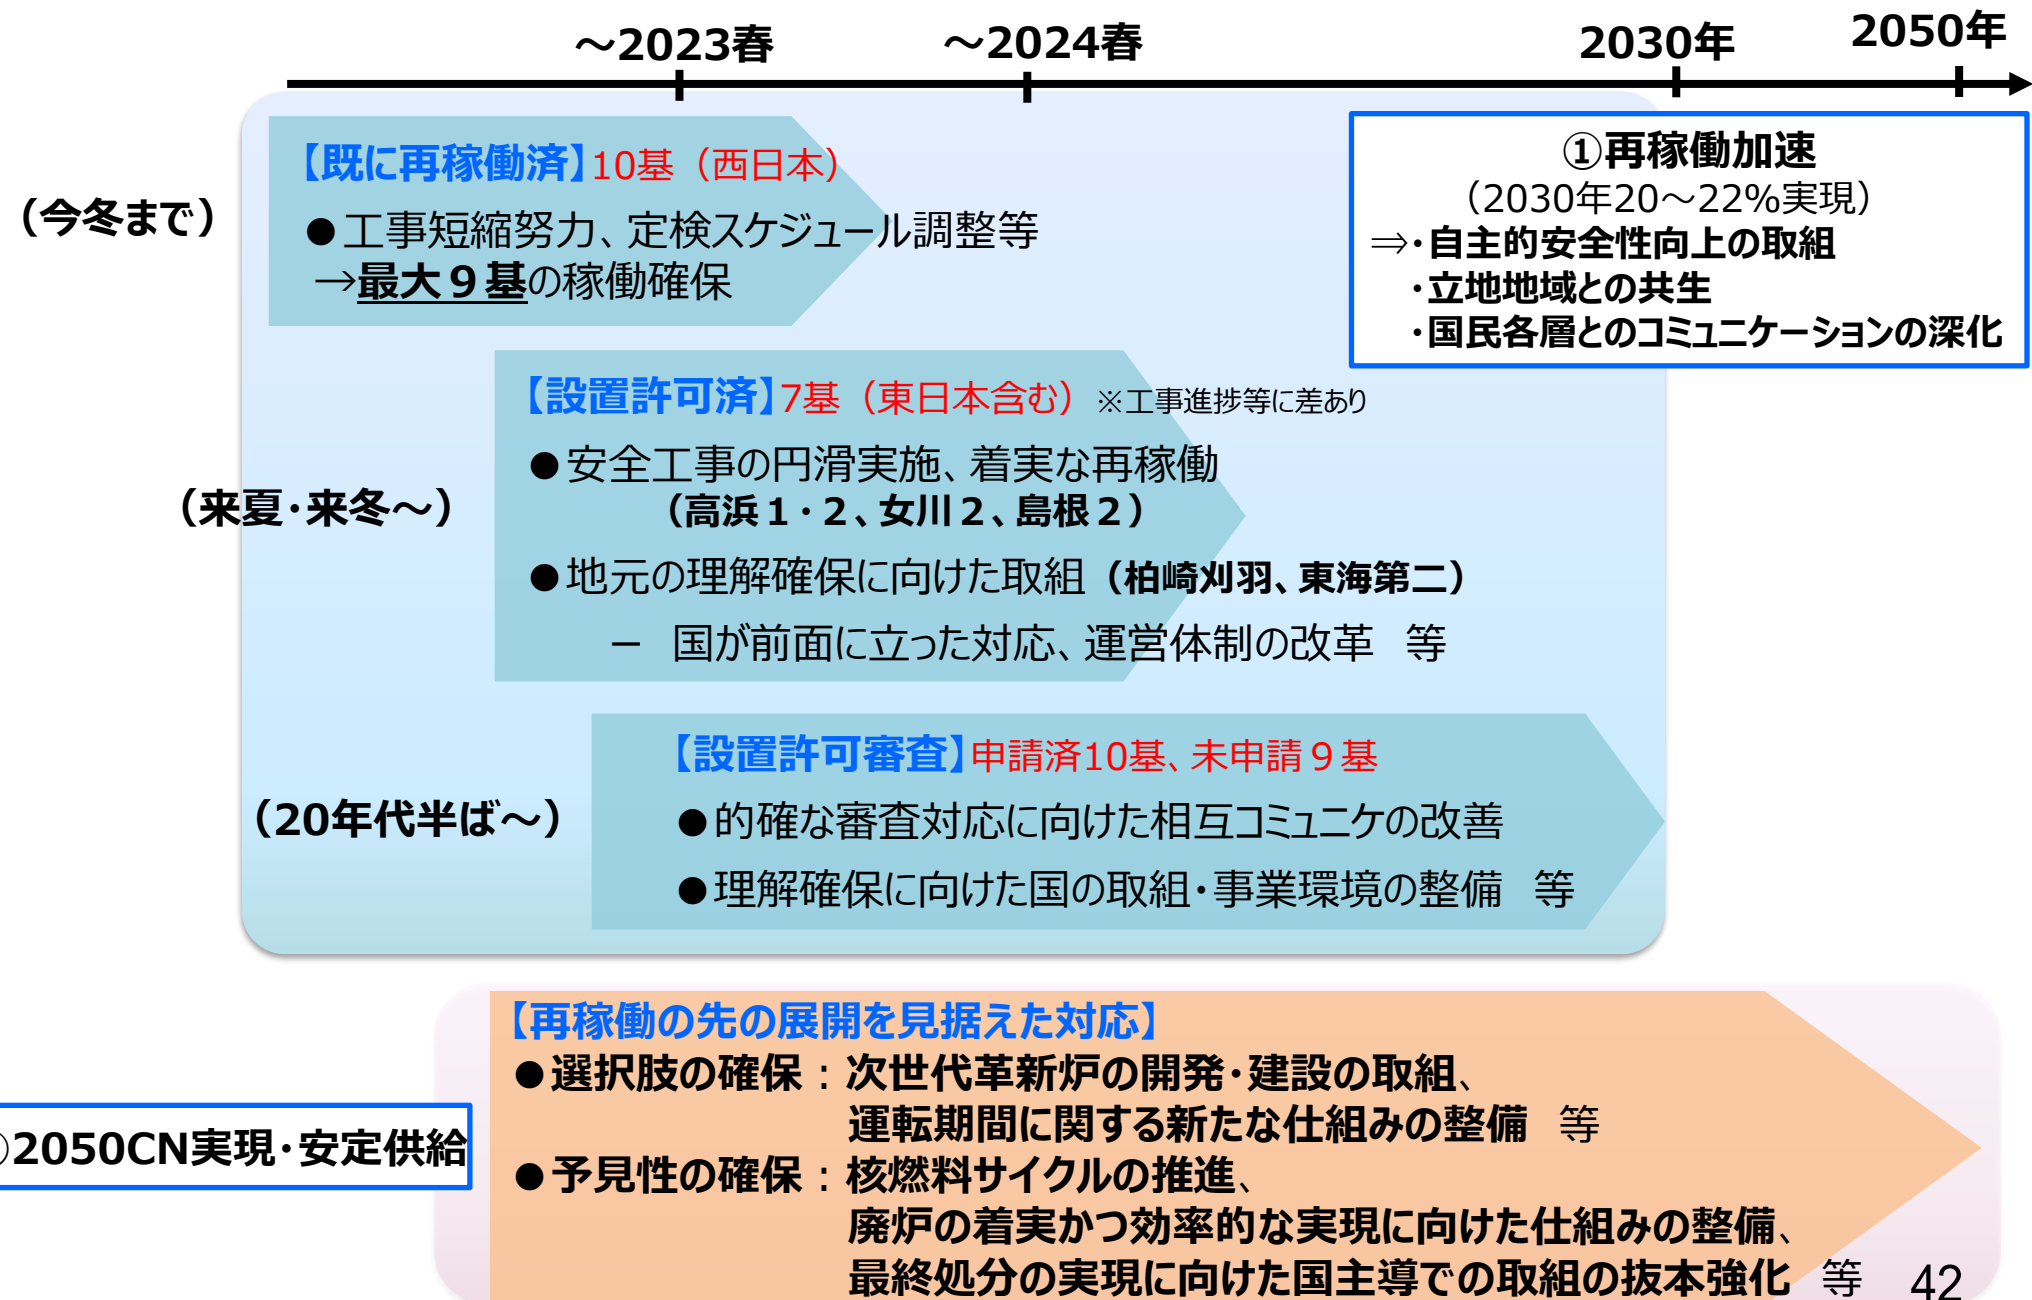 ～2023春
～2024春
2030年
2050年
（今冬まで）
【既に再稼働済】10基（西日本）
●工事短縮努力、定検スケジュール調整等
→最大９基の稼働確保
①再稼働加速
（2030年20～22%実現）
⇒・自主的安全性向上の取組
・立地地域との共生
・国民各層とのコミュニケーションの深化
（来夏・来冬～）
【設置許可済】7基（東日本含む）※工事進捗等に差あり
●安全工事の円滑実施、着実な再稼働
（高浜１・２、女川２、島根２）
●地元の理解確保に向けた取組（柏崎刈羽、東海第二）
－　国が前面に立った対応、運営体制の改革　等
（20年代半ば～）
【設置許可審査】申請済10基、未申請９基
●的確な審査対応に向けた相互コミュニケの改善
●理解確保に向けた国の取組・事業環境の整備　等
2050CN実現・安定供給
【再稼働の先の展開を見据えた対応】
●選択肢の確保：次世代革新炉の開発・建設の取組、
運転期間に関する新たな仕組みの整備　等
●予見性の確保：核燃料サイクルの推進、
廃炉の着実かつ効率的な実現に向けた仕組みの整備、
最終処分の実現に向けた国主導での取組の抜本強化　等
42